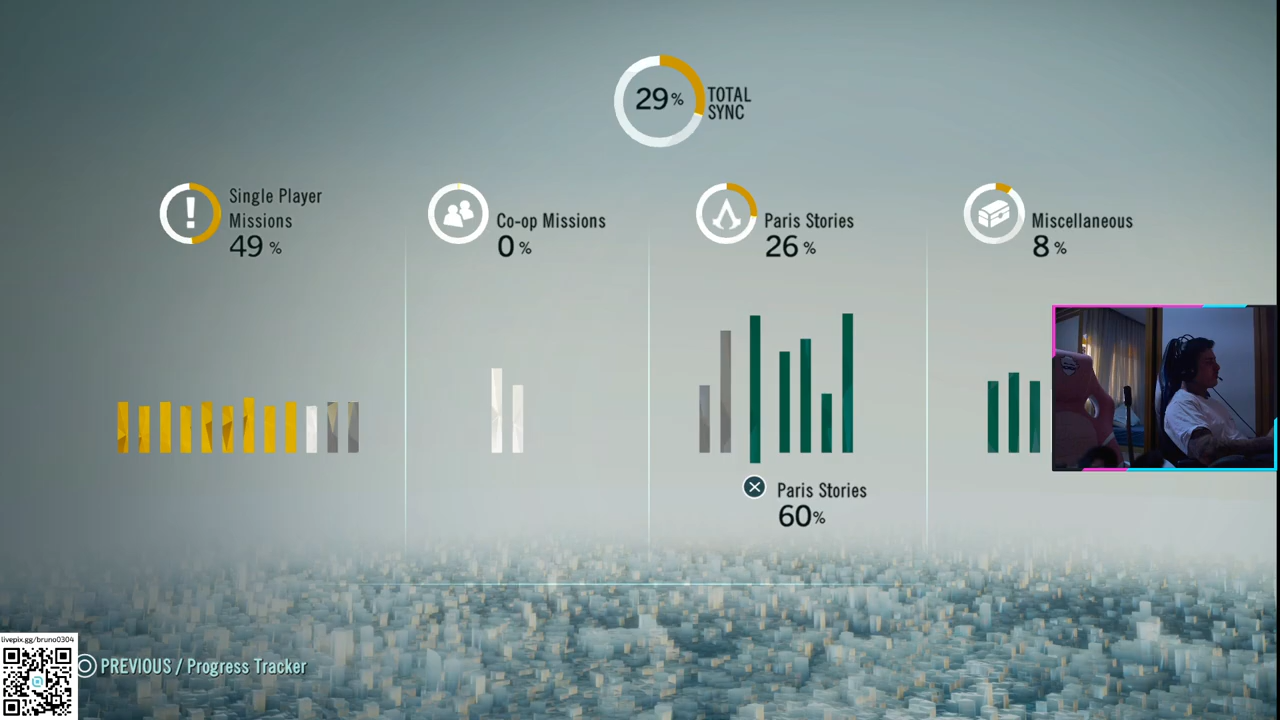 29%
TOTAL
SYNC
Single Player
Missions
49 %
Co-op Missions
0 %
Paris Stories
26 %
Miscellaneous
8 %
Paris Stories
60%
livepix.gg/bruno0304
PREVIOUS / Progress Tracker